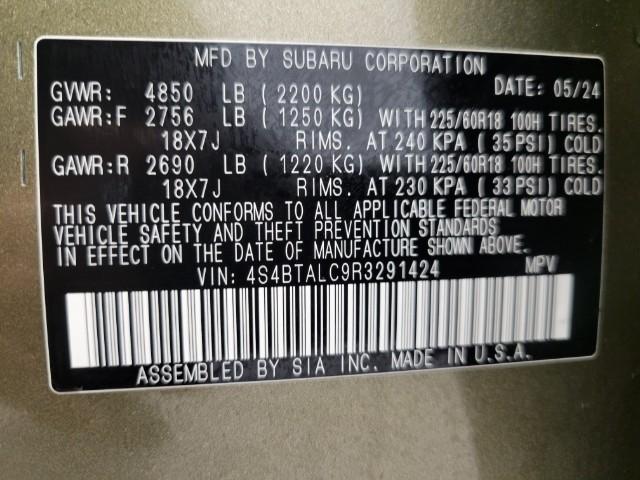 MFD BY SUBARU CORPORATION
GVWR: 4850 LB (2200 KG) DATE: 05/24
GAWR:F 2756 LB (1250 KG) WITH 225/60R18 100H TIRES.
18X7J RIMS. AT 240 KPA (35 PSI) COLD
GAWR:R 2690 LB (1220 KG) WITH 225/60R18 100H TIRES.
18X7J RIMS. AT 230 KPA (33 PSI) COLD
THIS VEHICLE CONFORMS TO ALL APPLICABLE FEDERAL MOTOR
VEHICLE SAFETY AND THEFT PREVENTION STANDARDS
IN EFFECT ON THE DATE OF MANUFACTURE SHOWN ABOVE.
VIN: 4S4BTALC9R3291424 MPV
ASSEMBLED BY SIA INC. MADE IN U.S.A.